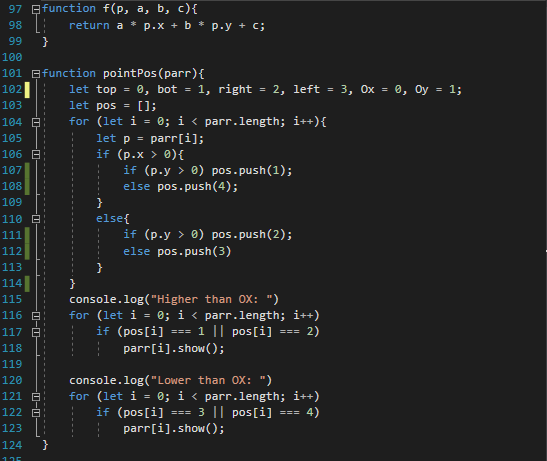 97 function f(p, a, b, c){
98     return a * p.x + b * p.y + c;
99 }
100
101 function pointPos(parr){
102     let top = 0, bot = 1, right = 2, left = 3, Ox = 0, Oy = 1;
103     let pos = [];
104     for (let i = 0; i < parr.length; i++){
105         let p = parr[i];
106         if (p.x > 0){
107             if (p.y > 0) pos.push(1);
108             else pos.push(4);
109         }
110         else{
111             if (p.y > 0) pos.push(2);
112             else pos.push(3)
113         }
114     }
115     console.log("Higher than OX: ")
116     for (let i = 0; i < parr.length; i++)
117         if (pos[i] === 1 || pos[i] === 2)
118             parr[i].show();
119
120     console.log("Lower than OX: ")
121     for (let i = 0; i < parr.length; i++)
122         if (pos[i] === 3 || pos[i] === 4)
123             parr[i].show();
124 }
125